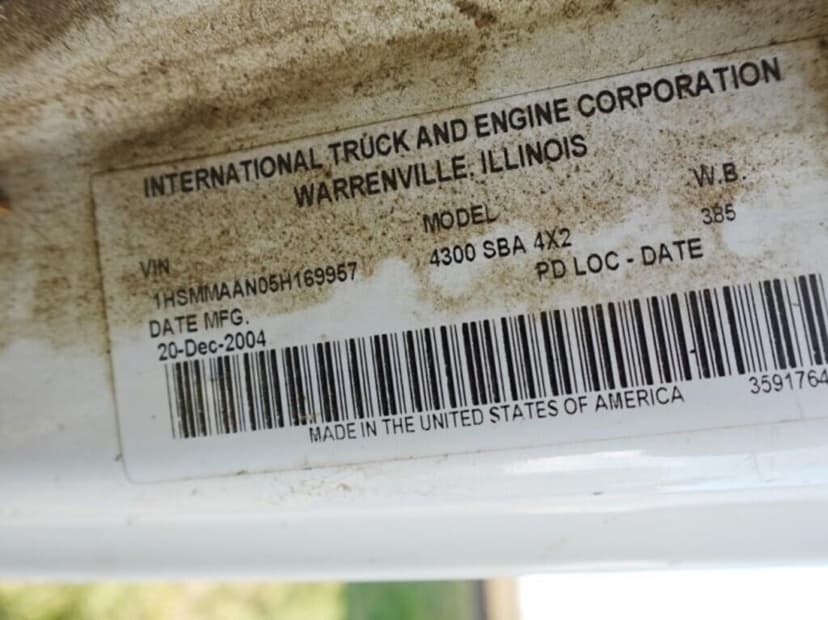 INTERNATIONAL TRUCK AND ENGINE CORPORATION
WARRENVILLE, ILLINOIS
VIN MODEL W.B.
1HSMMAAN05H169957 4300 SBA 4X2 385
DATE MFG. PD LOC - DATE
20-Dec-2004
MADE IN THE UNITED STATES OF AMERICA 3591764